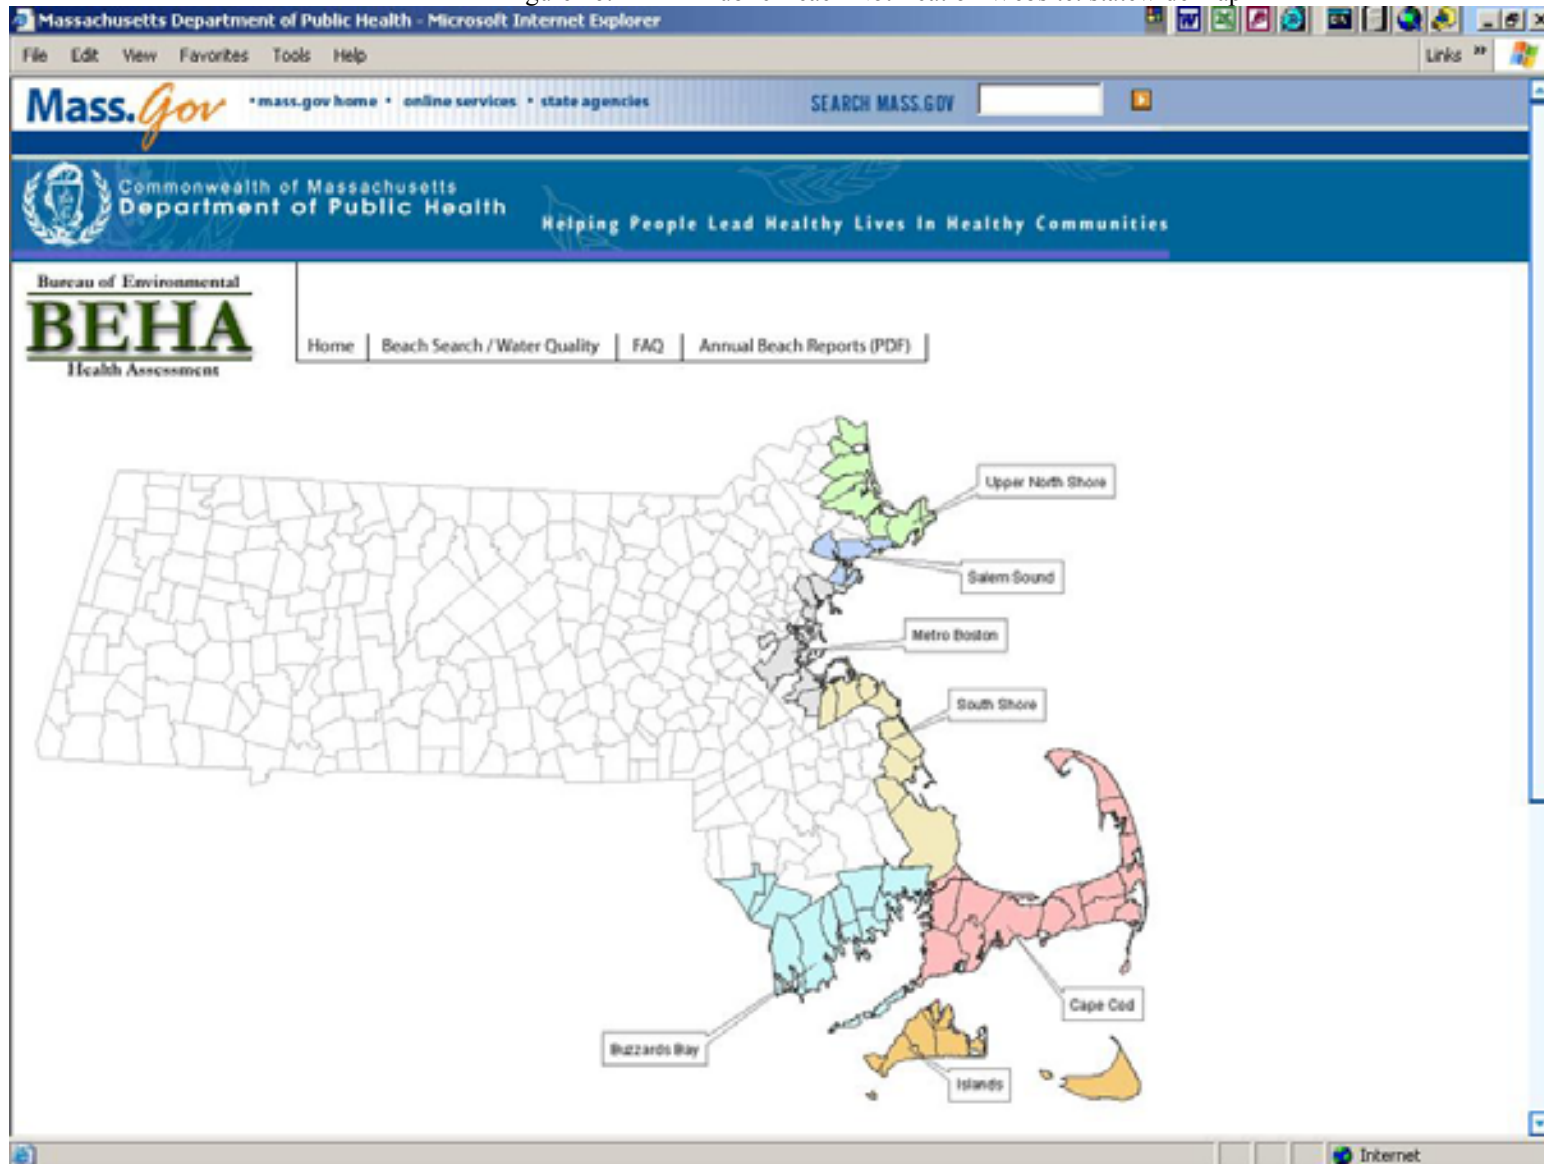 Massachusetts Department of Public Health - Microsoft Internet Explorer
File Edit View Favorites Tools Help
Links »
Mass.Gov
• mass.gov home • online services • state agencies
SEARCH MASS.GOV
Commonwealth of Massachusetts
Department of Public Health
Helping People Lead Healthy Lives In Healthy Communities
Bureau of Environmental
BEHA
Health Assessment
Home | Beach Search / Water Quality | FAQ | Annual Beach Reports (PDF) |
Upper North Shore
Salem Sound
Metro Boston
South Shore
Cape Cod
Buzzards Bay
Islands
Internet